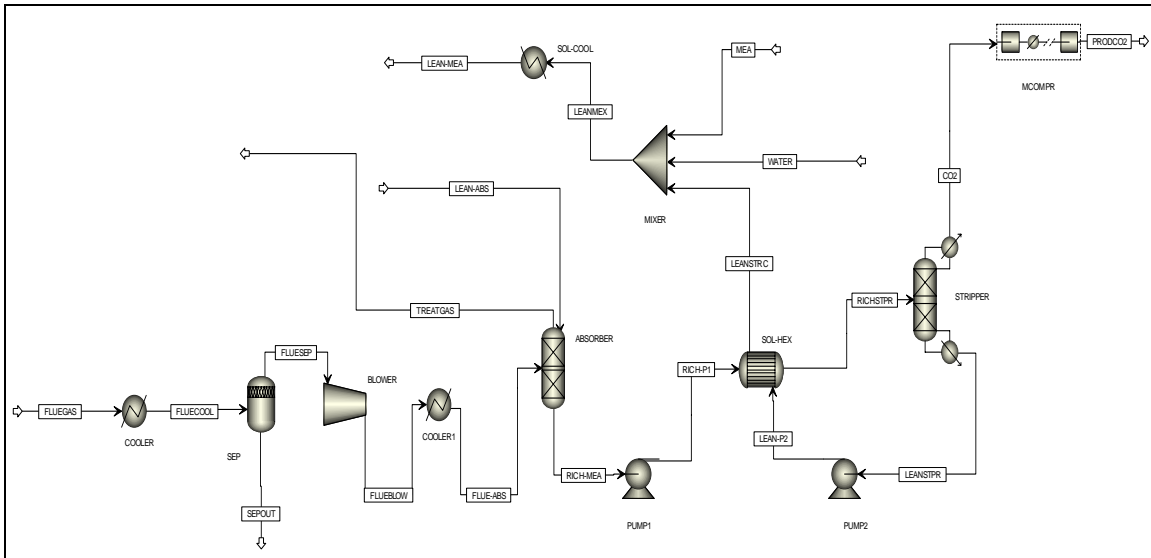 PRODCO2
MCOMPR
SOL-COOL
MEA
LEAN-MEA
LEANMEX
WATER
CO2
LEAN-ABS
MIXER
LEANSTRC
RICHSTPR
STRIPPER
TREATGAS
ABSORBER
SOL-HEX
FLUESEP
BLOWER
RICH-P1
FLUEGAS
FLUECOOL
COOLER
COOLER1
SEP
LEAN-P2
RICH-MEA
LEANSTPR
FLUEBLOW
FLUE-ABS
SEPOUT
PUMP1
PUMP2